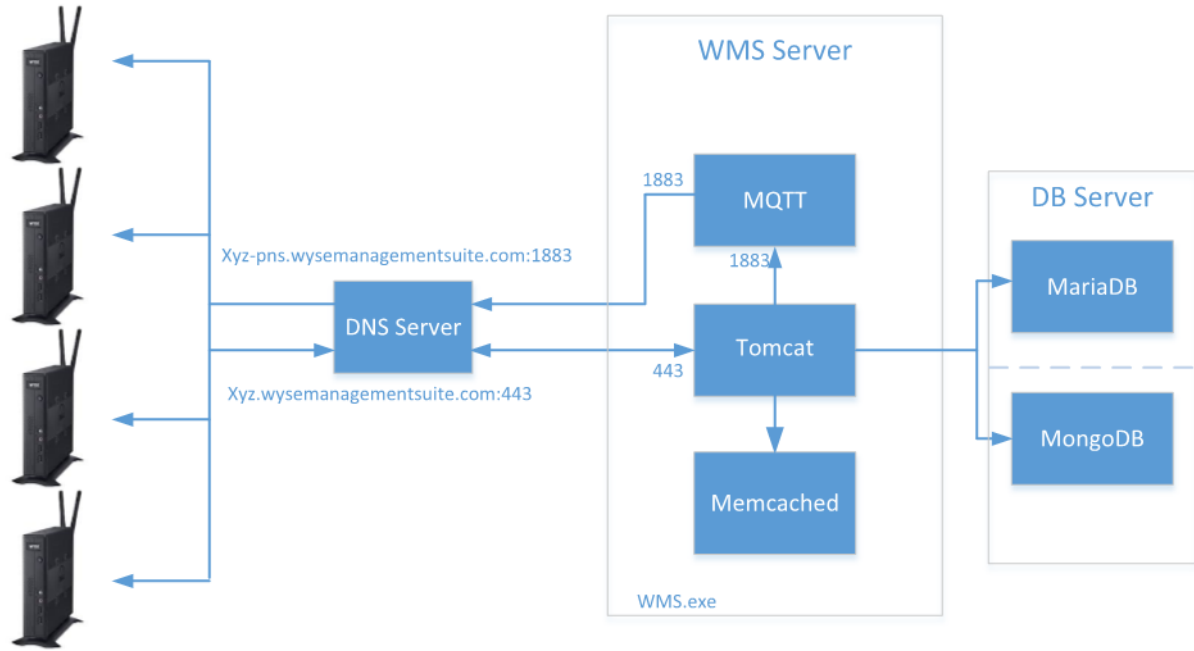 WMS Server
1883
MQTT
DB Server
Xyz-pns.wysemanagementsuite.com:1883
1883
MariaDB
DNS Server
Tomcat
443
Xyz.wysemanagementsuite.com:443
MongoDB
Memcached
WMS.exe